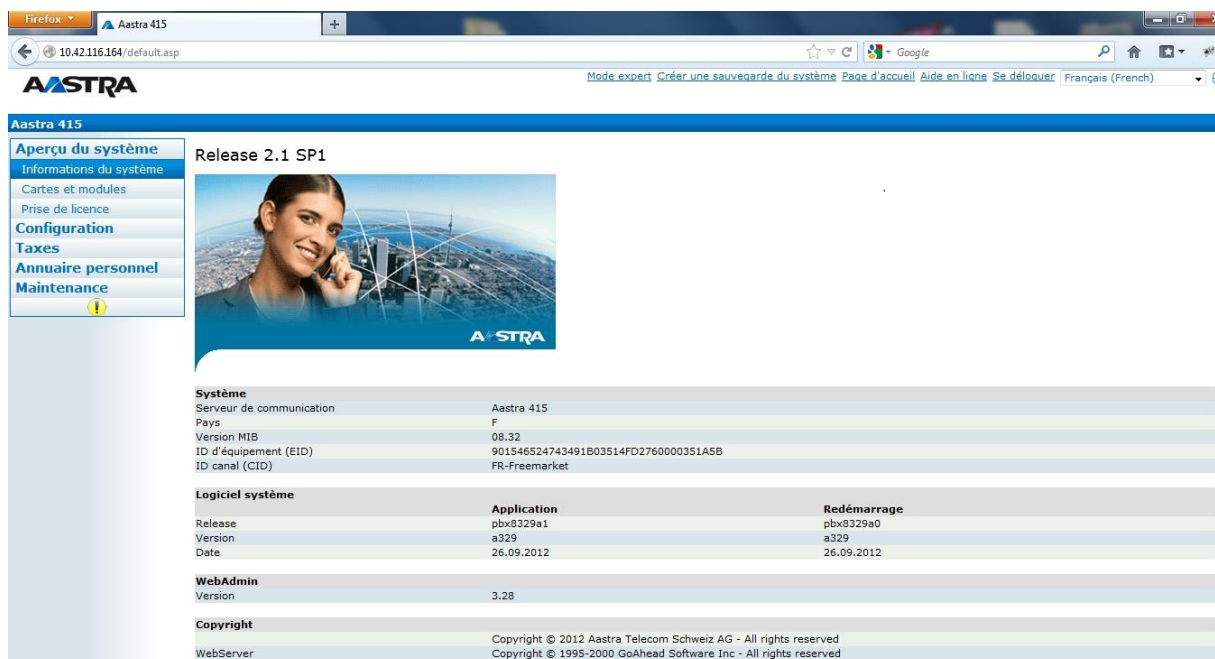 Firefox
Aastra 415
10.42.116.164/default.asp
Google
AASTRA
Mode expert Créer une sauvegarde du système Page d'accueil Aide en ligne Se déloguer Français (French)
Aastra 415
Aperçu du système
Informations du système
Cartes et modules
Prise de licence
Configuration
Taxes
Annuaire personnel
Maintenance
Release 2.1 SP1
AASTRA
Système
Serveur de communication Aastra 415
Pays F
Version MIB 08.32
ID d'équipement (EID) 901546524743491B03514FD2760000351A5B
ID canal (CID) FR-Freemarket
Logiciel système
Application Redémarrage
Release pbx8329a1 pbx8329a0
Version a329 a329
Date 26.09.2012 26.09.2012
WebAdmin
Version 3.28
Copyright
Copyright © 2012 Aastra Telecom Schweiz AG - All rights reserved
WebServer Copyright © 1995-2000 GoAhead Software Inc - All rights reserved